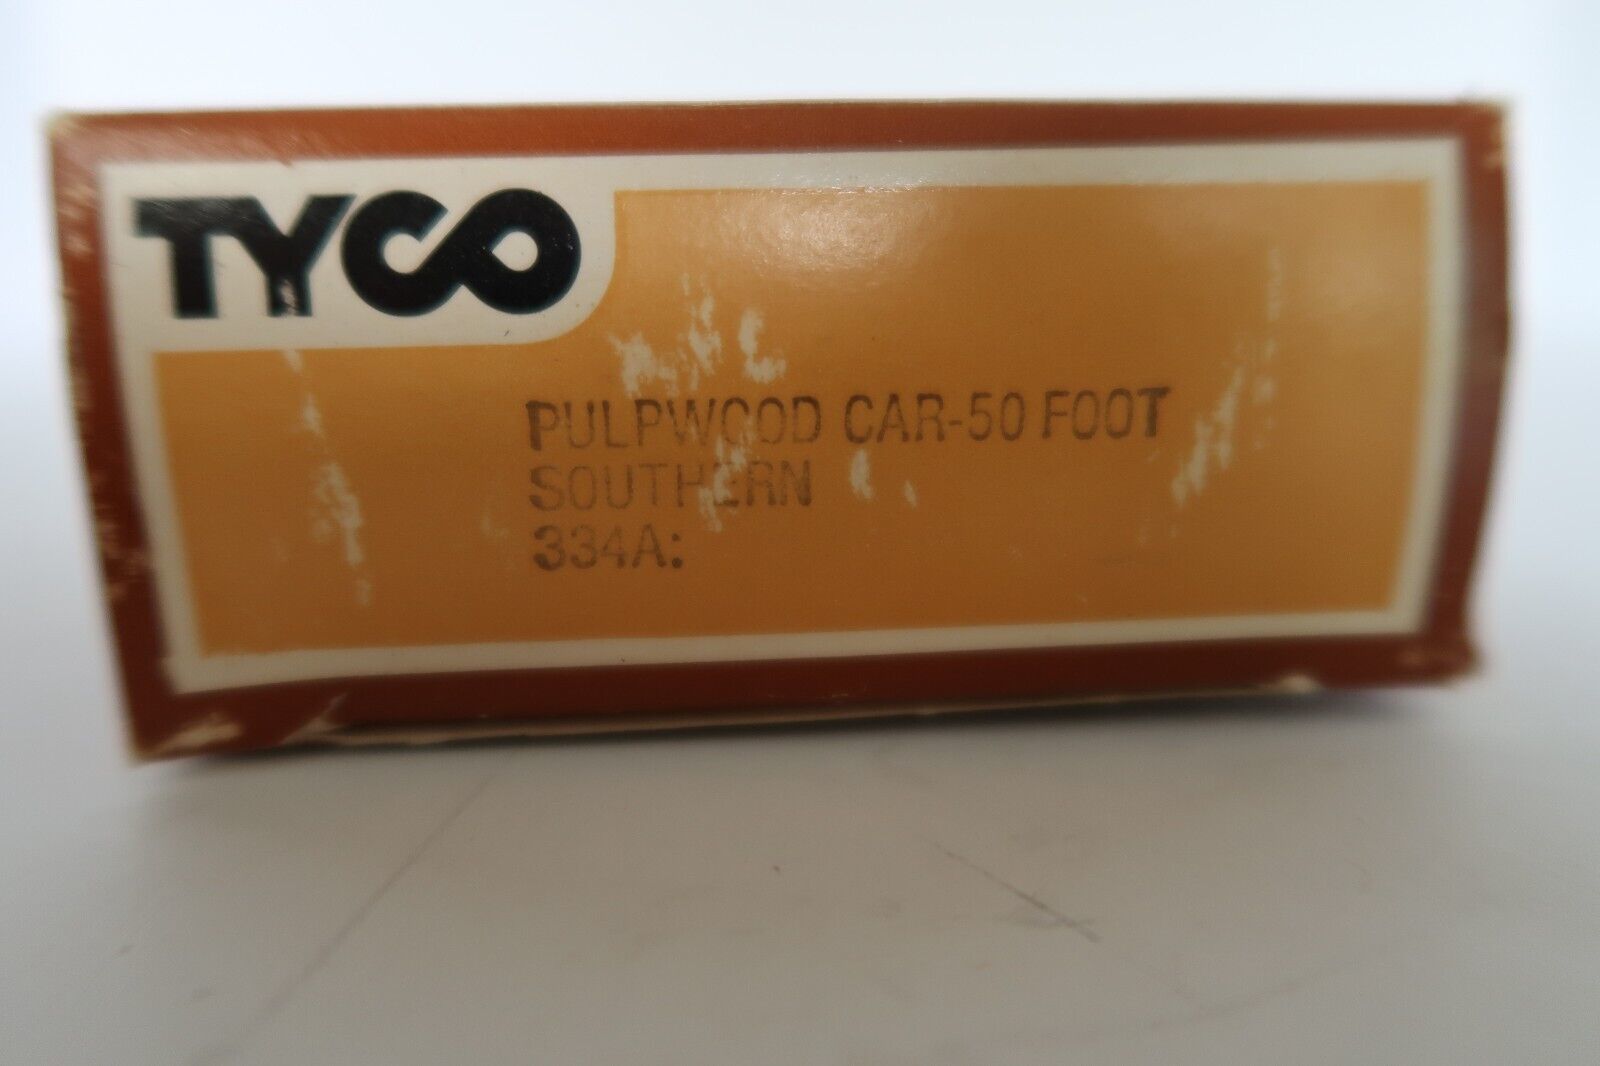 TYCO
PULPWOOD CAR-50 FOOT
SOUTHERN
334A: